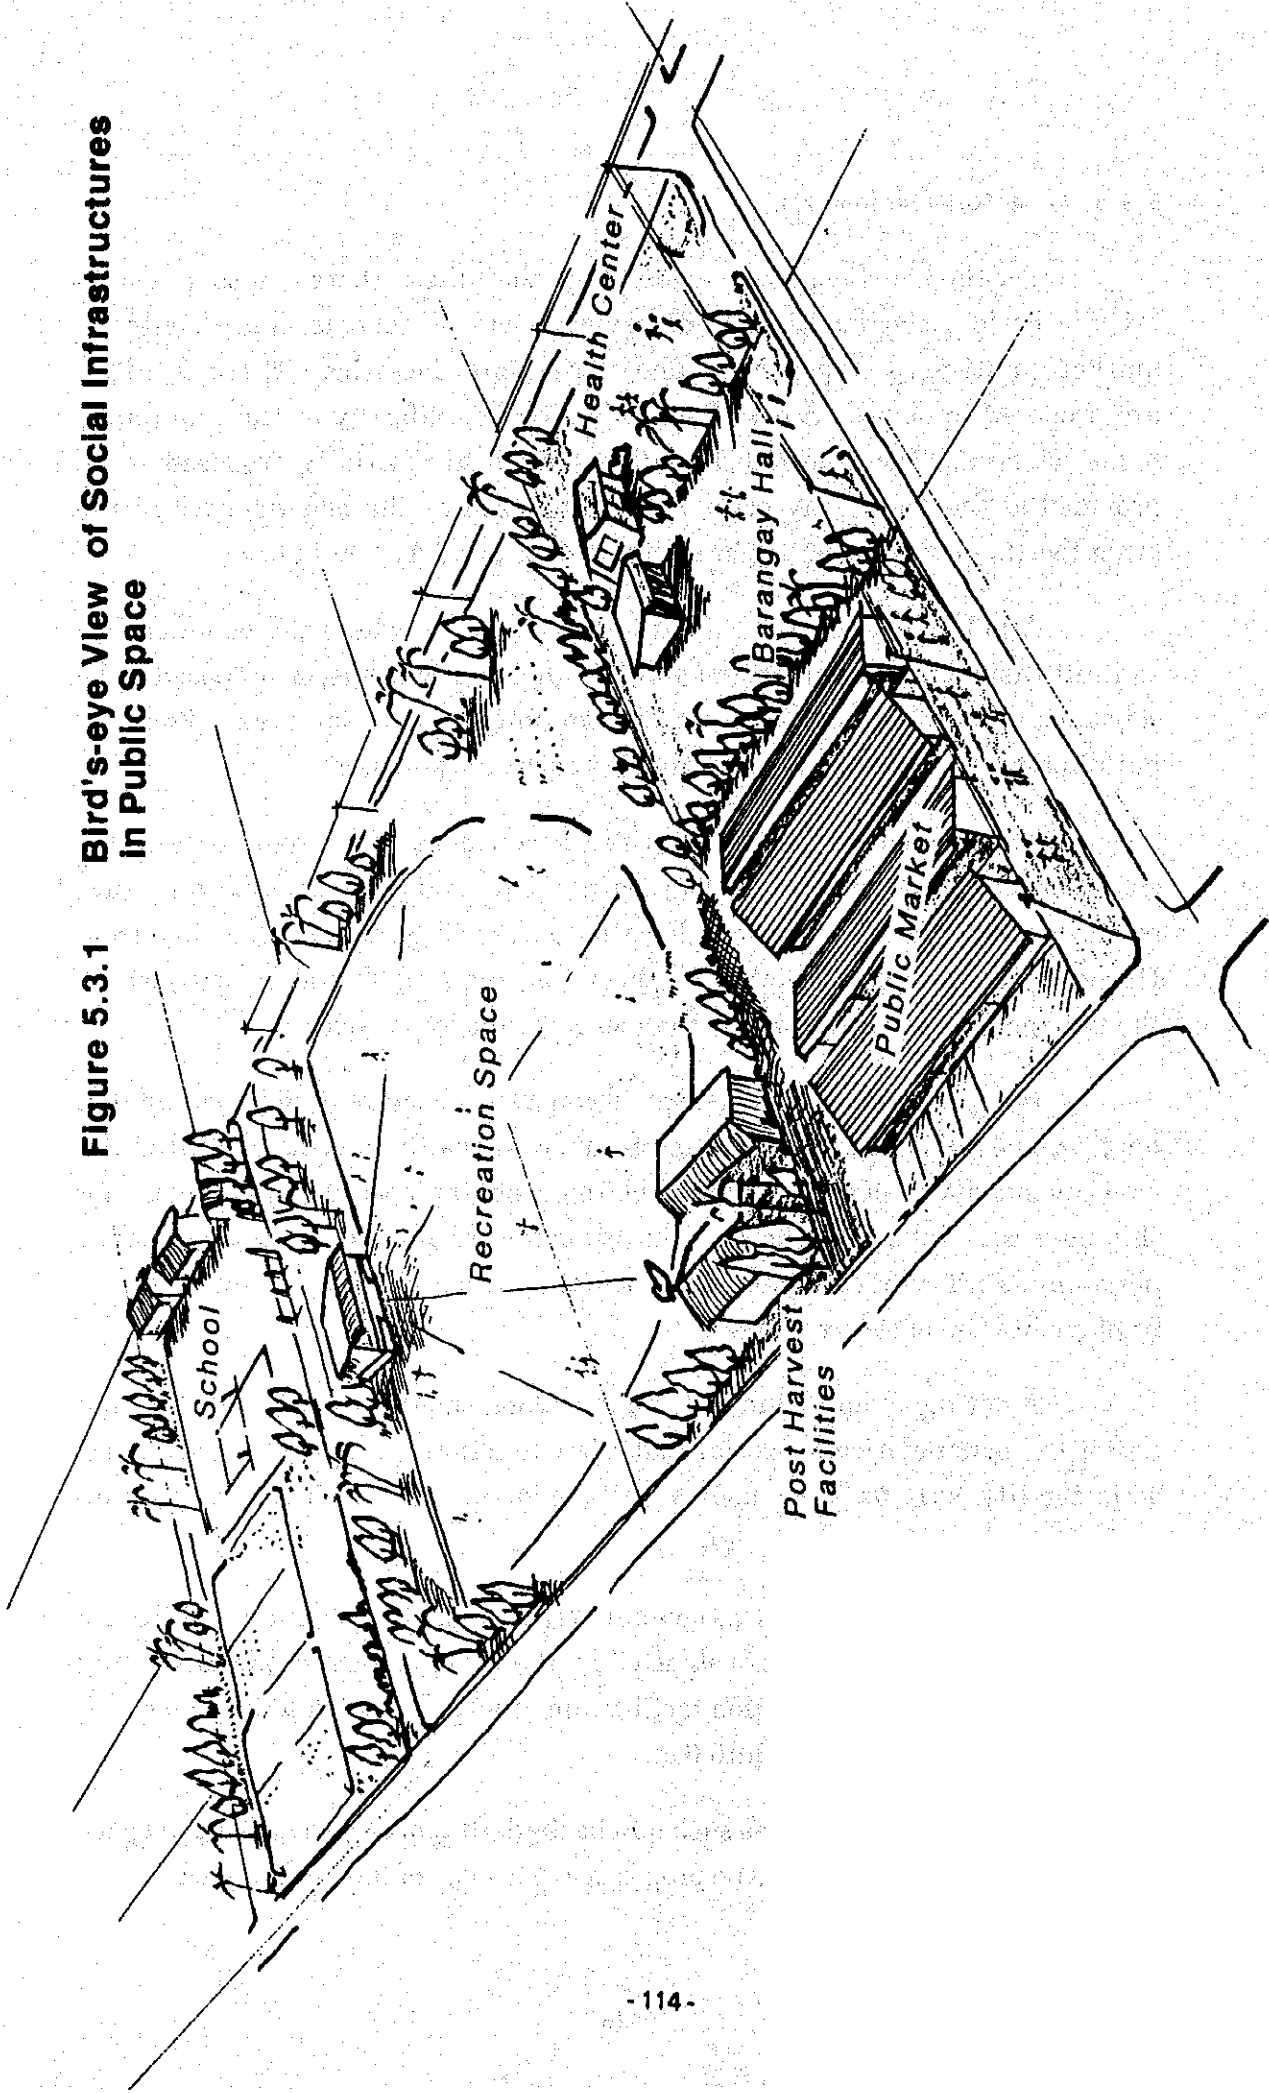 Figure 5.3.1 Bird's-eye View of Social Infrastructures
in Public Space
School
Recreation Space
Health Center
Barangay Hall
Public Market
Post Harvest
Facilities
- 114 -